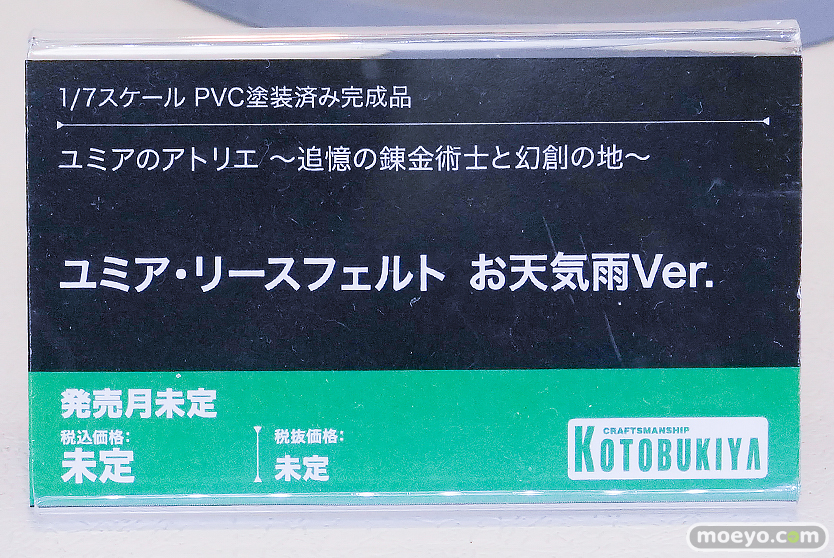 1/7スケール PVC塗装済み完成品
ユミアのアトリエ ～追憶の錬金術士と幻創の地～
ユミア・リースフェルト お天気雨Ver.
発売月未定
税込価格:
未定
税抜価格:
未定
CRAFTSMANSHIP
KOTOBUKIYA
moeyo.com